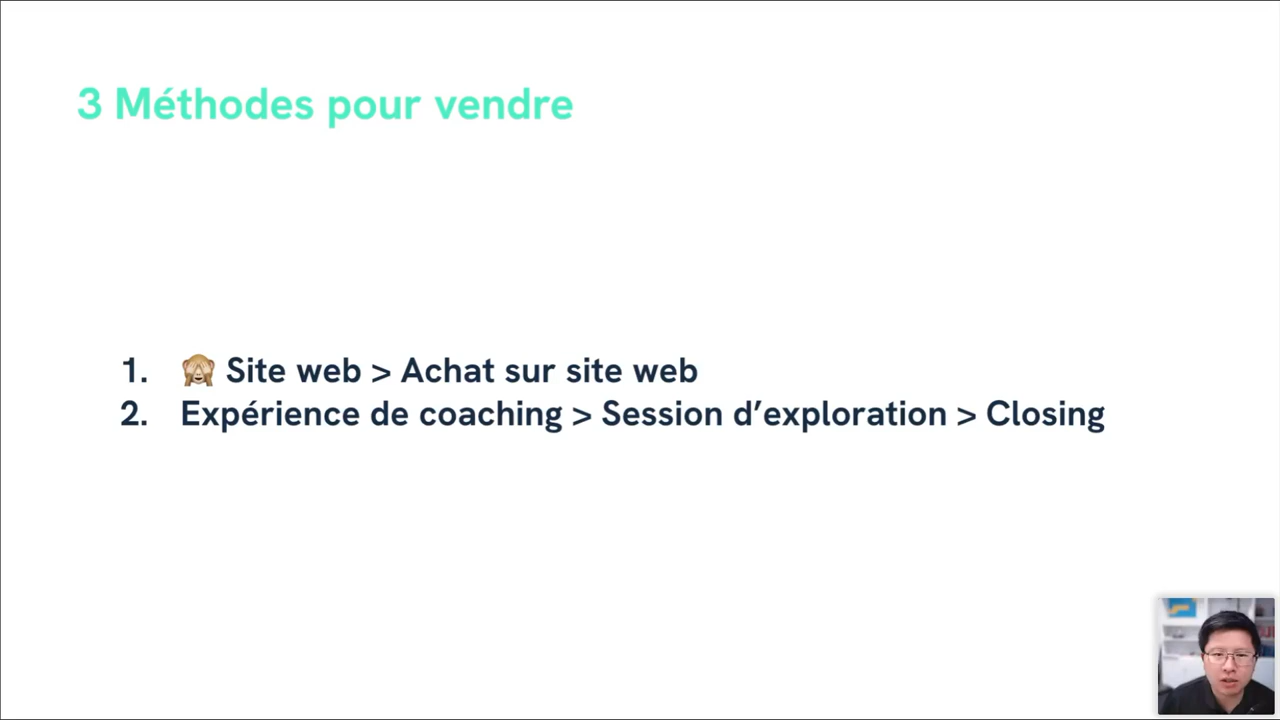 3 Méthodes pour vendre
1. 🙈 Site web > Achat sur site web
2. Expérience de coaching > Session d’exploration > Closing